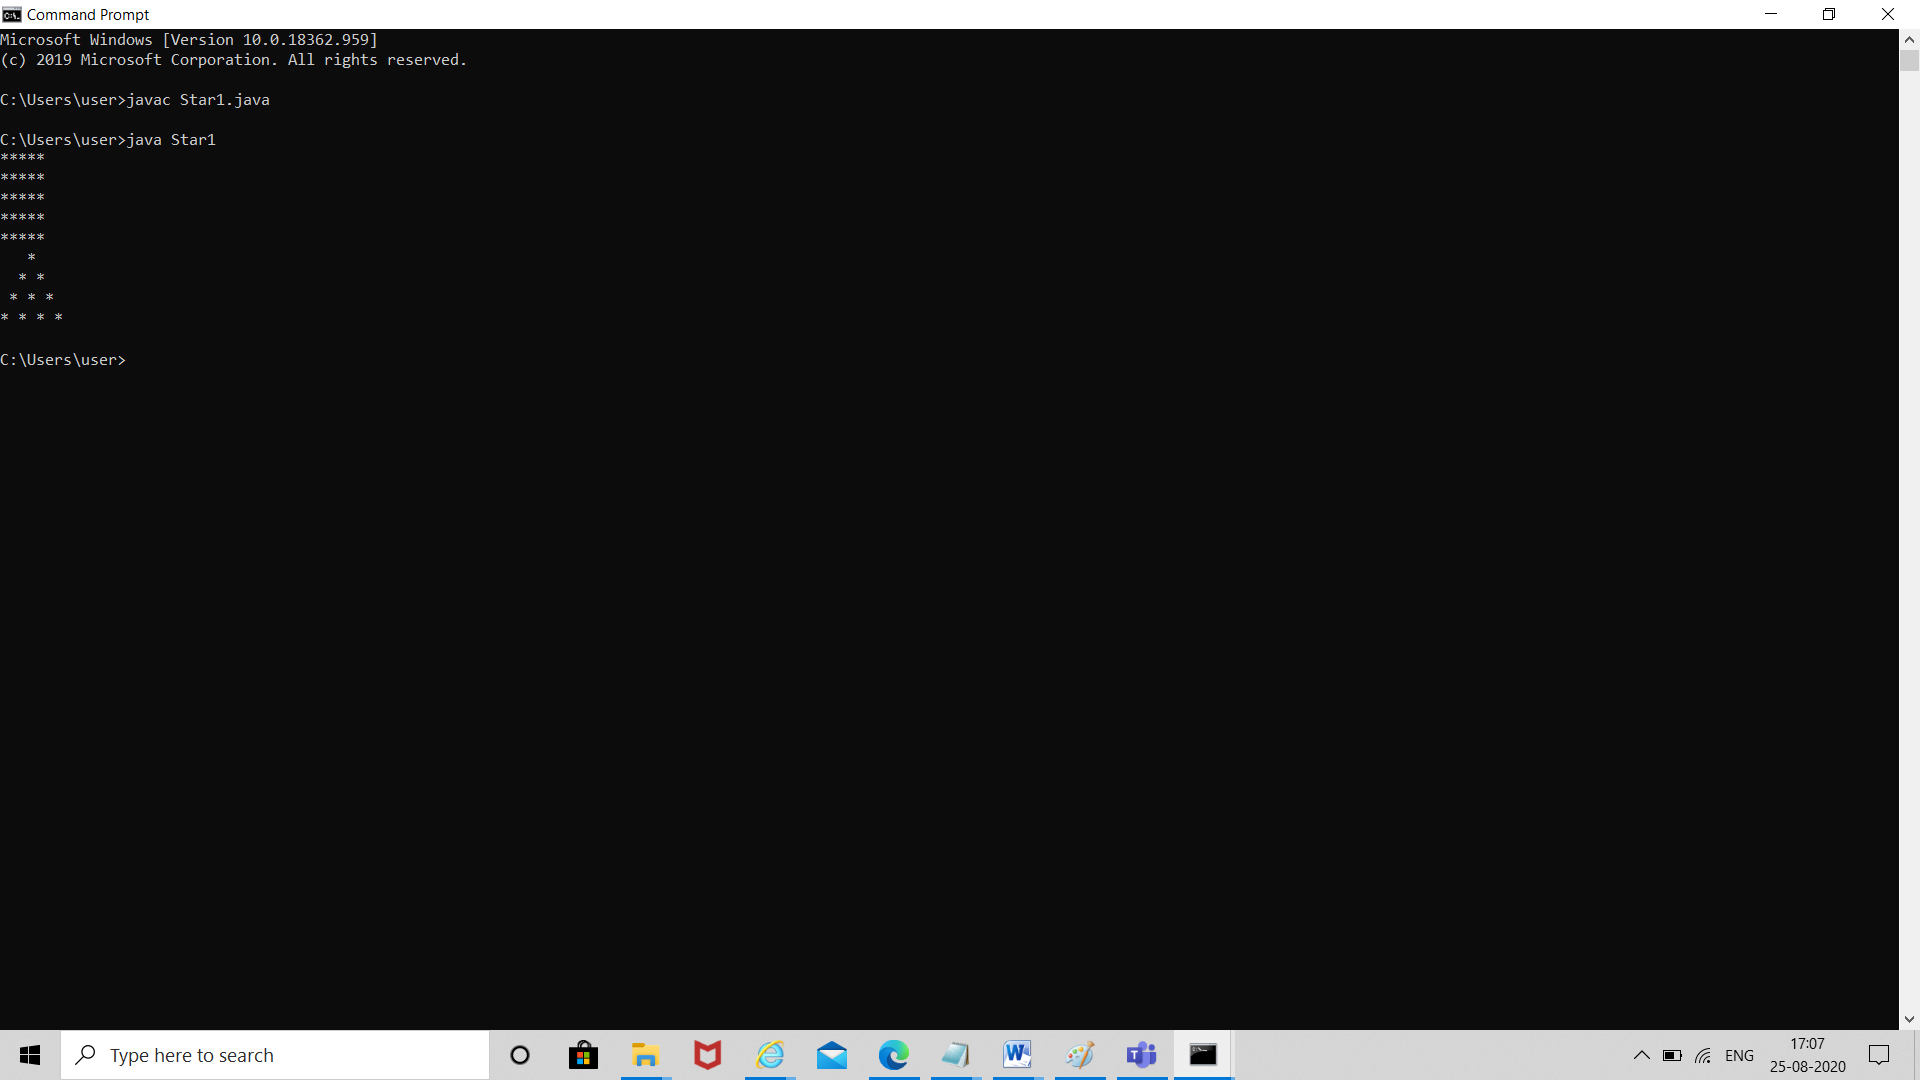 Command Prompt
Microsoft Windows [Version 10.0.18362.959]
(c) 2019 Microsoft Corporation. All rights reserved.
C:\Users\user>javac Star1.java
C:\Users\user>java Star1
*****
*****
*****
*****
*****
   *
  * *
 * * *
* * * *
C:\Users\user>
Type here to search
ENG
17:07
25-08-2020